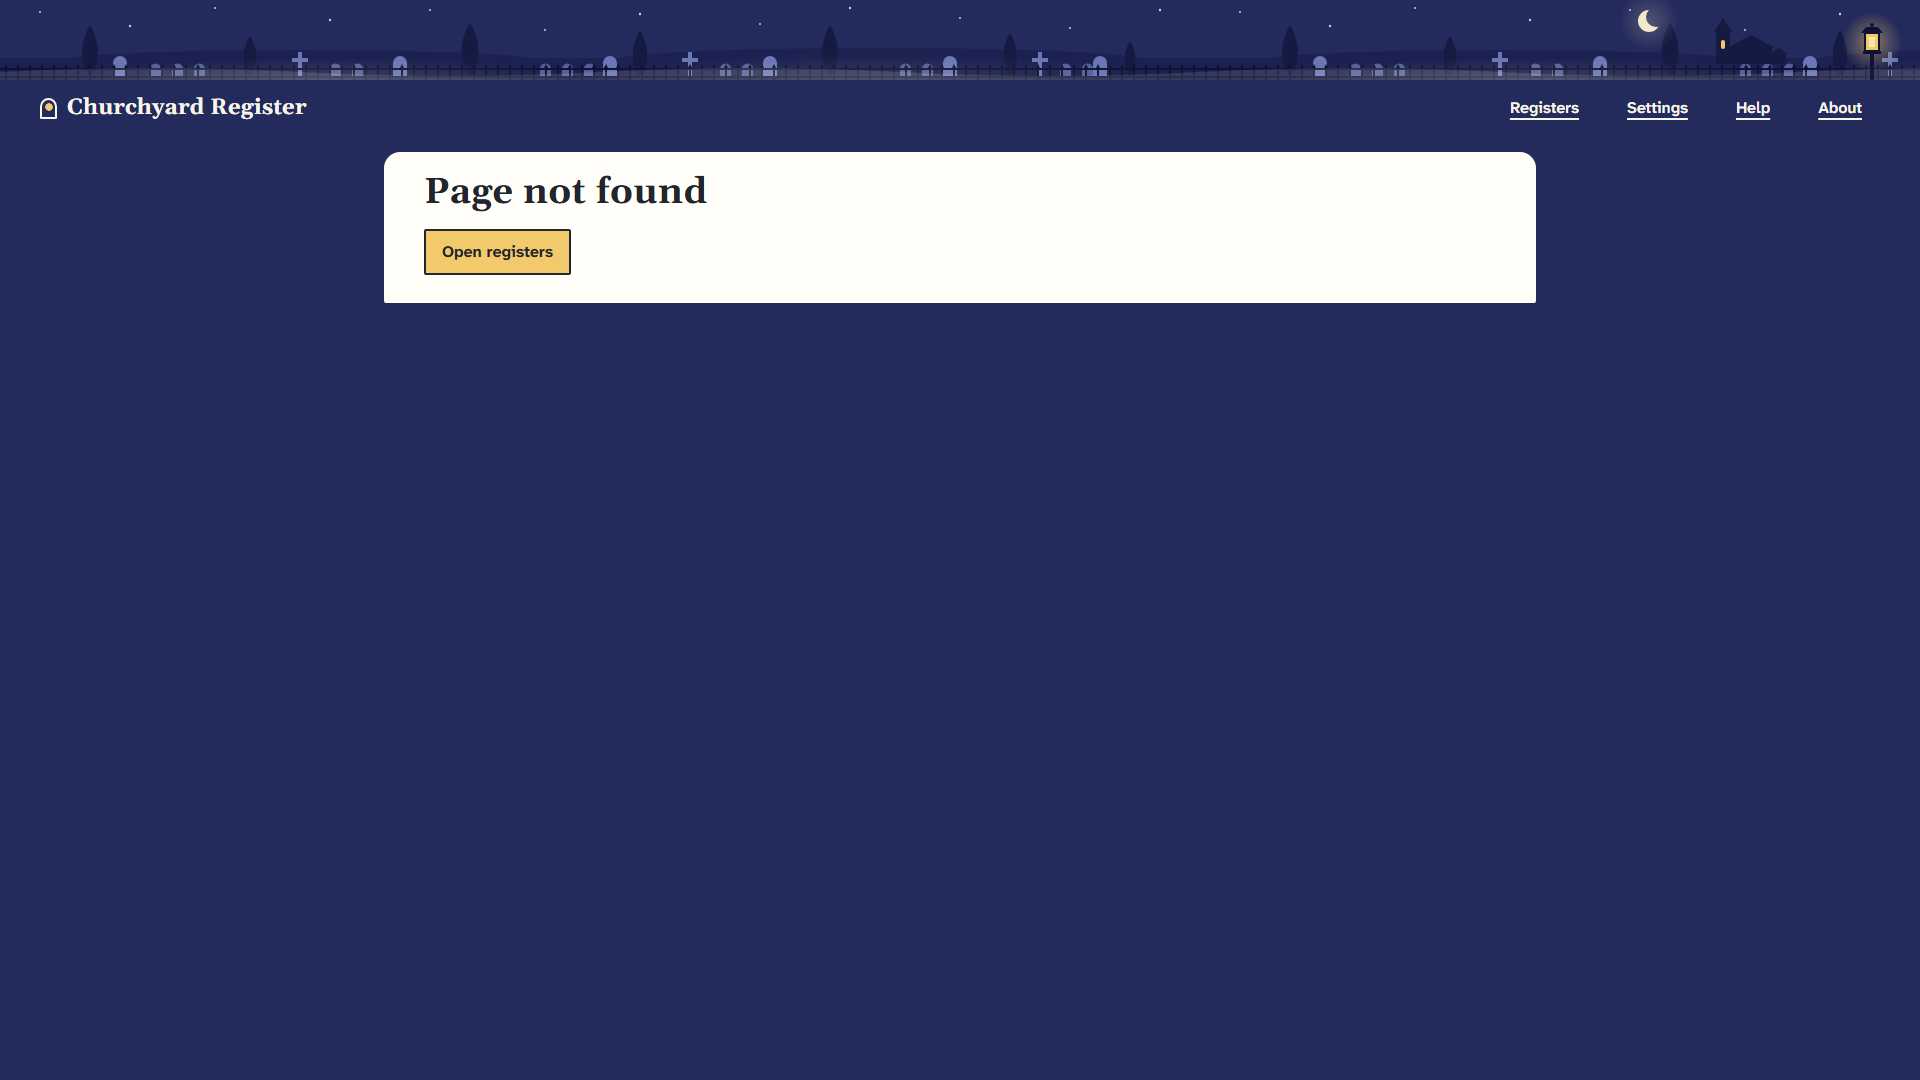 Churchyard Register
Registers
Settings
Help
About
Page not found
Open registers